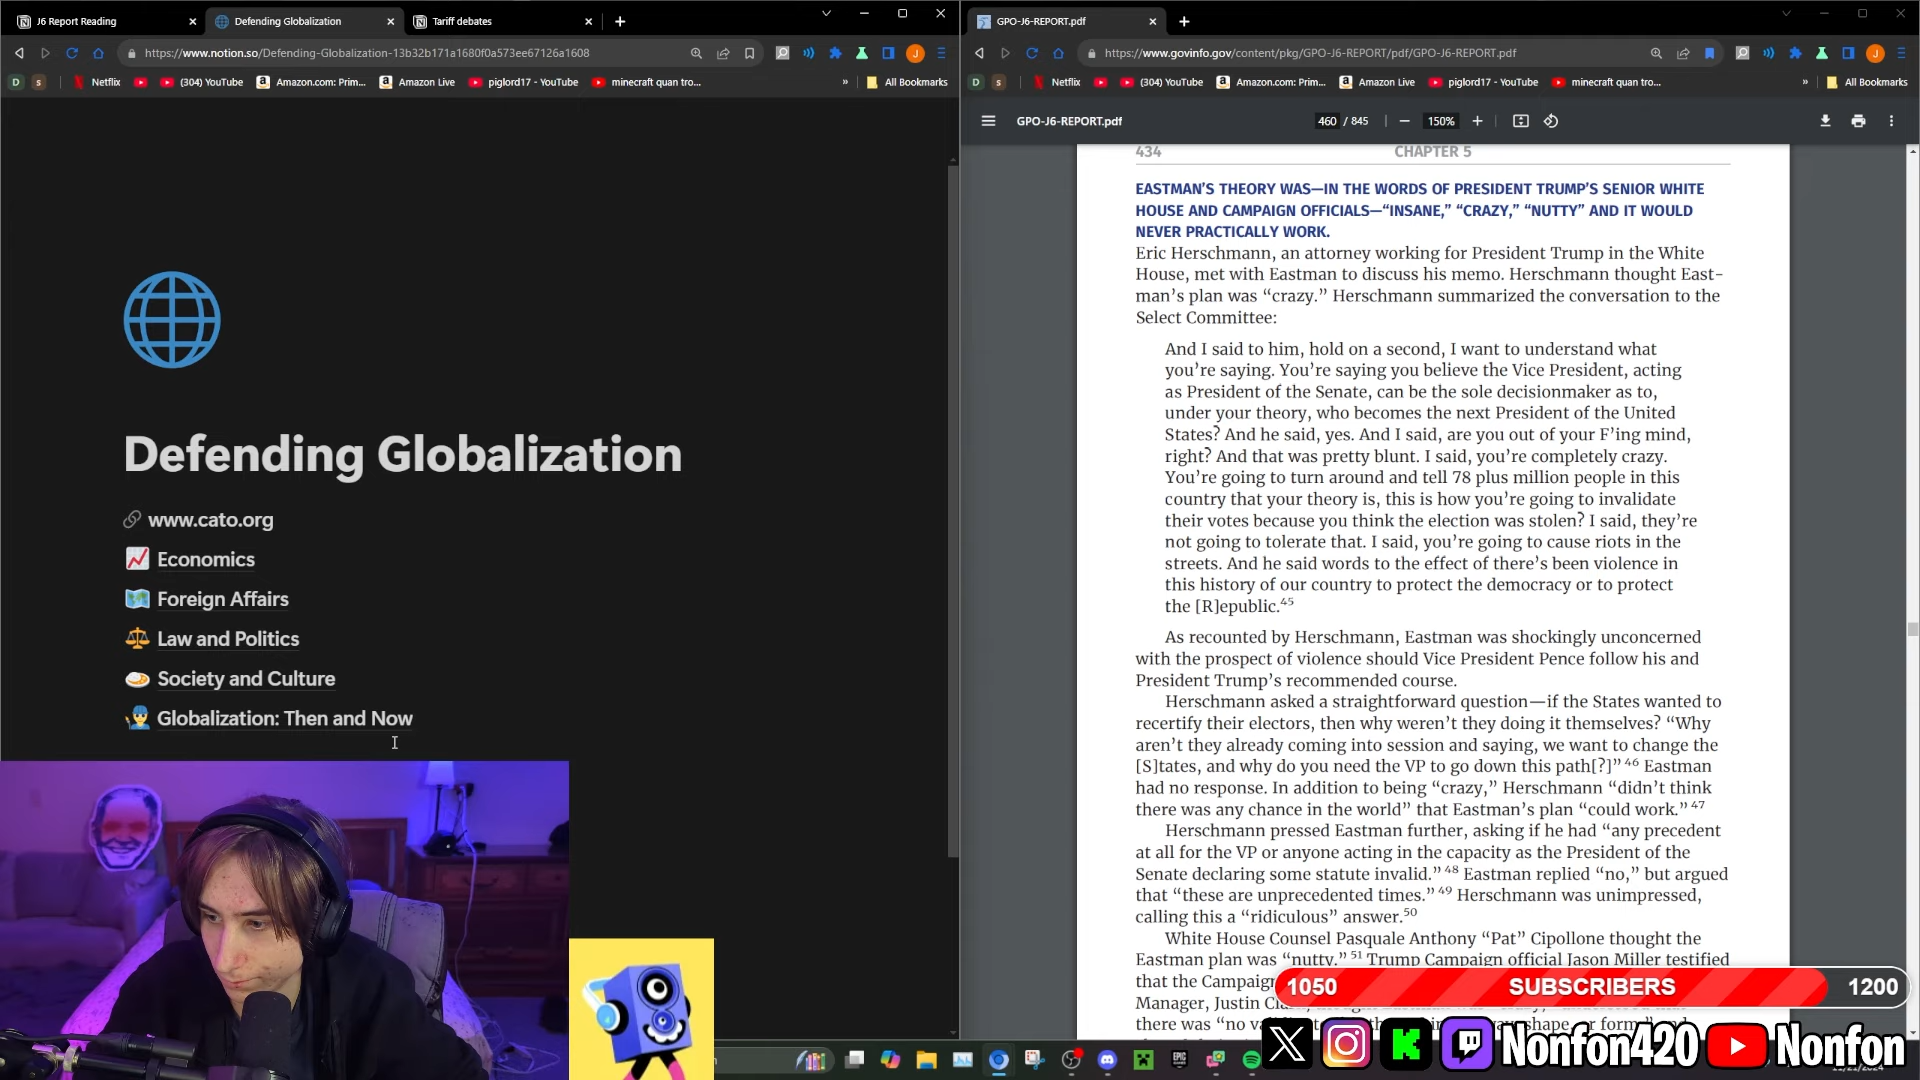 J6 Report Reading
Defending Globalization
Tariff debates
https://www.notion.so/Defending-Globalization-13b32b171a1680f0a573ee67126a1608
Netflix
(304) YouTube
Amazon.com: Prim...
Amazon Live
piglord17 - YouTube
minecraft quan tro...
»
All Bookmarks
Defending Globalization
www.cato.org
Economics
Foreign Affairs
Law and Politics
Society and Culture
Globalization: Then and Now
GPO-J6-REPORT.pdf
https://www.govinfo.gov/content/pkg/GPO-J6-REPORT/pdf/GPO-J6-REPORT.pdf
Netflix
(304) YouTube
Amazon.com: Prim...
Amazon Live
piglord17 - YouTube
minecraft quan tro...
»
All Bookmarks
GPO-J6-REPORT.pdf
460 / 845
150%
434
CHAPTER 5
EASTMAN’S THEORY WAS—IN THE WORDS OF PRESIDENT TRUMP’S SENIOR WHITE
HOUSE AND CAMPAIGN OFFICIALS—“INSANE,” “CRAZY,” “NUTTY” AND IT WOULD
NEVER PRACTICALLY WORK.
Eric Herschmann, an attorney working for President Trump in the White
House, met with Eastman to discuss his memo. Herschmann thought East-
man’s plan was “crazy.” Herschmann summarized the conversation to the
Select Committee:
And I said to him, hold on a second, I want to understand what
you’re saying. You’re saying you believe the Vice President, acting
as President of the Senate, can be the sole decisionmaker as to,
under your theory, who becomes the next President of the United
States? And he said, yes. And I said, are you out of your F’ing mind,
right? And that was pretty blunt. I said, you’re completely crazy.
You’re going to turn around and tell 78 plus million people in this
country that your theory is, this is how you’re going to invalidate
their votes because you think the election was stolen? I said, they’re
not going to tolerate that. I said, you’re going to cause riots in the
streets. And he said words to the effect of there’s been violence in
this history of our country to protect the democracy or to protect
the [R]epublic.45
As recounted by Herschmann, Eastman was shockingly unconcerned
with the prospect of violence should Vice President Pence follow his and
President Trump’s recommended course.
Herschmann asked a straightforward question—if the States wanted to
recertify their electors, then why weren’t they doing it themselves? “Why
aren’t they already coming into session and saying, we want to change the
[S]tates, and why do you need the VP to go down this path[?]” 46 Eastman
had no response. In addition to being “crazy,” Herschmann “didn’t think
there was any chance in the world” that Eastman’s plan “could work.” 47
Herschmann pressed Eastman further, asking if he had “any precedent
at all for the VP or anyone acting in the capacity as the President of the
Senate declaring some statute invalid.” 48 Eastman replied “no,” but argued
that “these are unprecedented times.” 49 Herschmann was unimpressed,
calling this a “ridiculous” answer.50
White House Counsel Pasquale Anthony “Pat” Cipollone thought the
Eastman plan was “nutty.” 51 Trump Campaign official Jason Miller testified
that the Campaign
Manager, Justin
there was “no
1050
SUBSCRIBERS
1200
Nonfon420
Nonfon